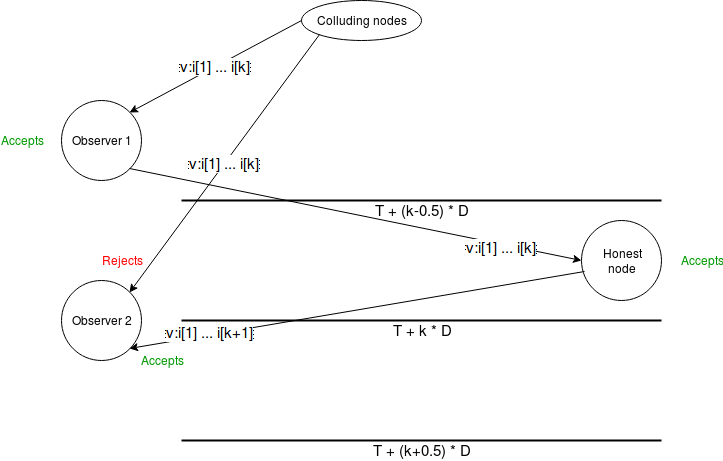 Colluding nodes
v:i[1] ... i[k]
Accepts
Observer 1
v:i[1] ... i[k]
T + (k-0.5) * D
v:i[1] ... i[k]
Honest
node
Accepts
Rejects
Observer 2
v:i[1] ... i[k+1]
T + k * D
Accepts
T + (k+0.5) * D